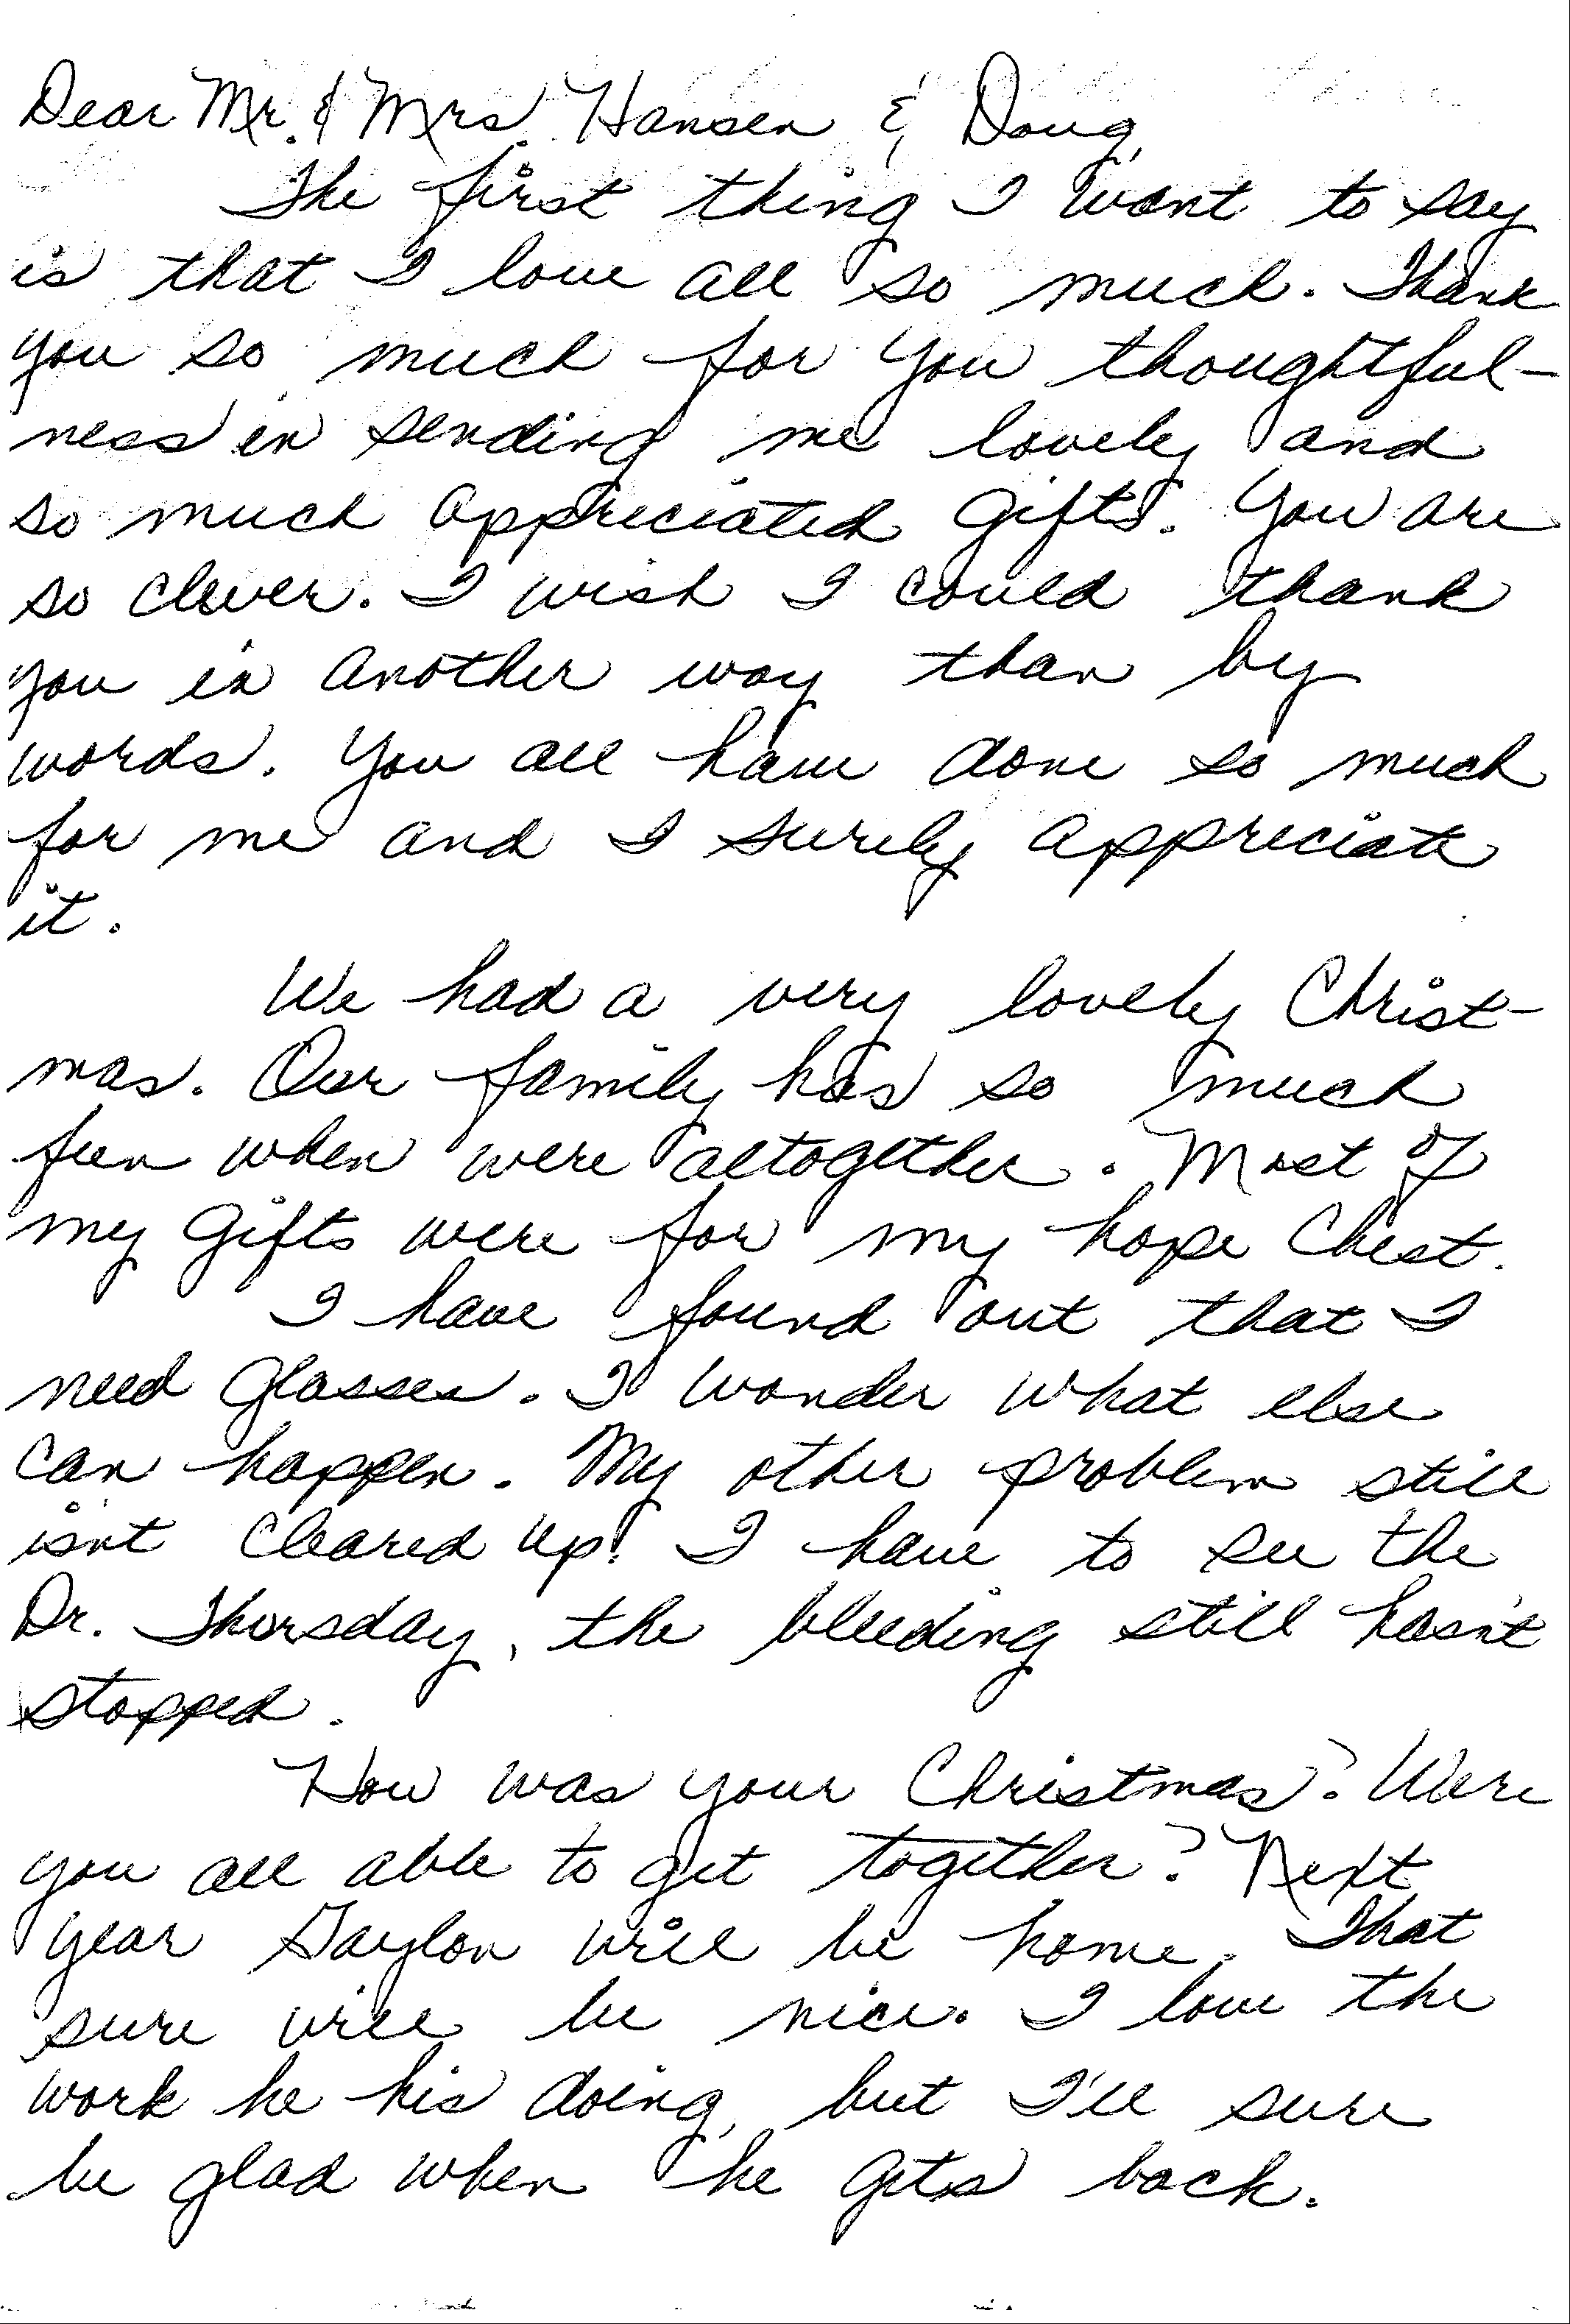 Dear Mr. & Mrs. Hansen & Doug,
The first thing I want to say
is that I love all so much. Thank
you so much for you thoughtful-
ness in sending me lovely and
so much appreciated gifts. You are
so clever. I wish I could thank
you in another way than by
words. You all have done so much
for me and I surely appreciate
it.
We had a very lovely Christ-
mas. Our family has so much
fun when were altogether. Most of
my gifts were for my hope chest.
I have found out that I
need glasses. I wonder what else
can happen. My other problem still
isnt cleared up! I have to see the
Dr. Thursday, the bleeding still hasn't
stopped.
How was your Christmas? Were
you all able to get together? Next
year Gaylon will be home. That
sure will be nice. I love the
work he his doing, but I'll sure
be glad when he gets back.